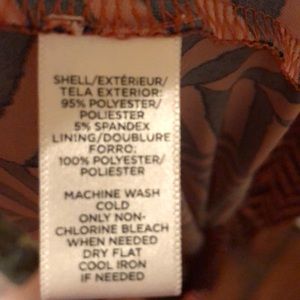 SHELL/EXTÉRIEUR/
TELA EXTERIOR:
95% POLYESTER/
POLIESTER
5% SPANDEX
LINING/DOUBLURE
FORRO:
100% POLYESTER/
POLIESTER
MACHINE WASH
COLD
ONLY NON-
CHLORINE BLEACH
WHEN NEEDED
DRY FLAT
COOL IRON
IF NEEDED